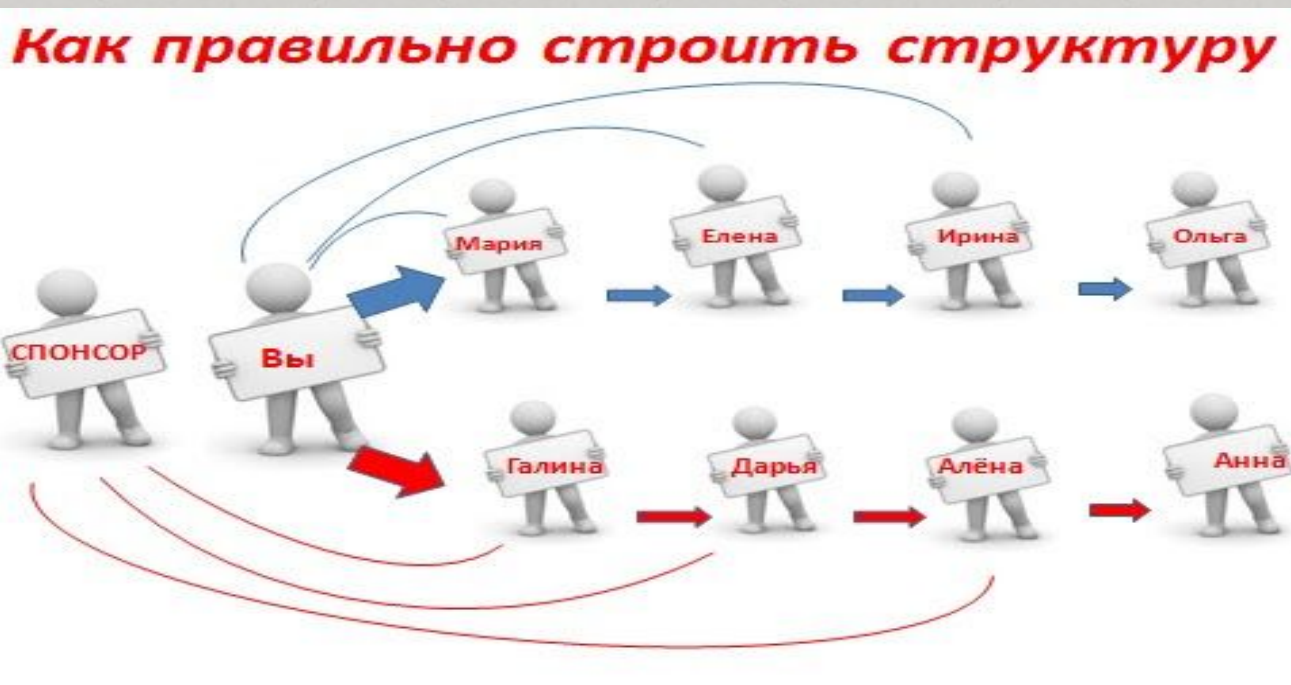 Как правильно строить структуру
Мария
Елена
Ирина
Ольга
СПОНСОР
Вы
Галина
Дарья
Алёна
Анна